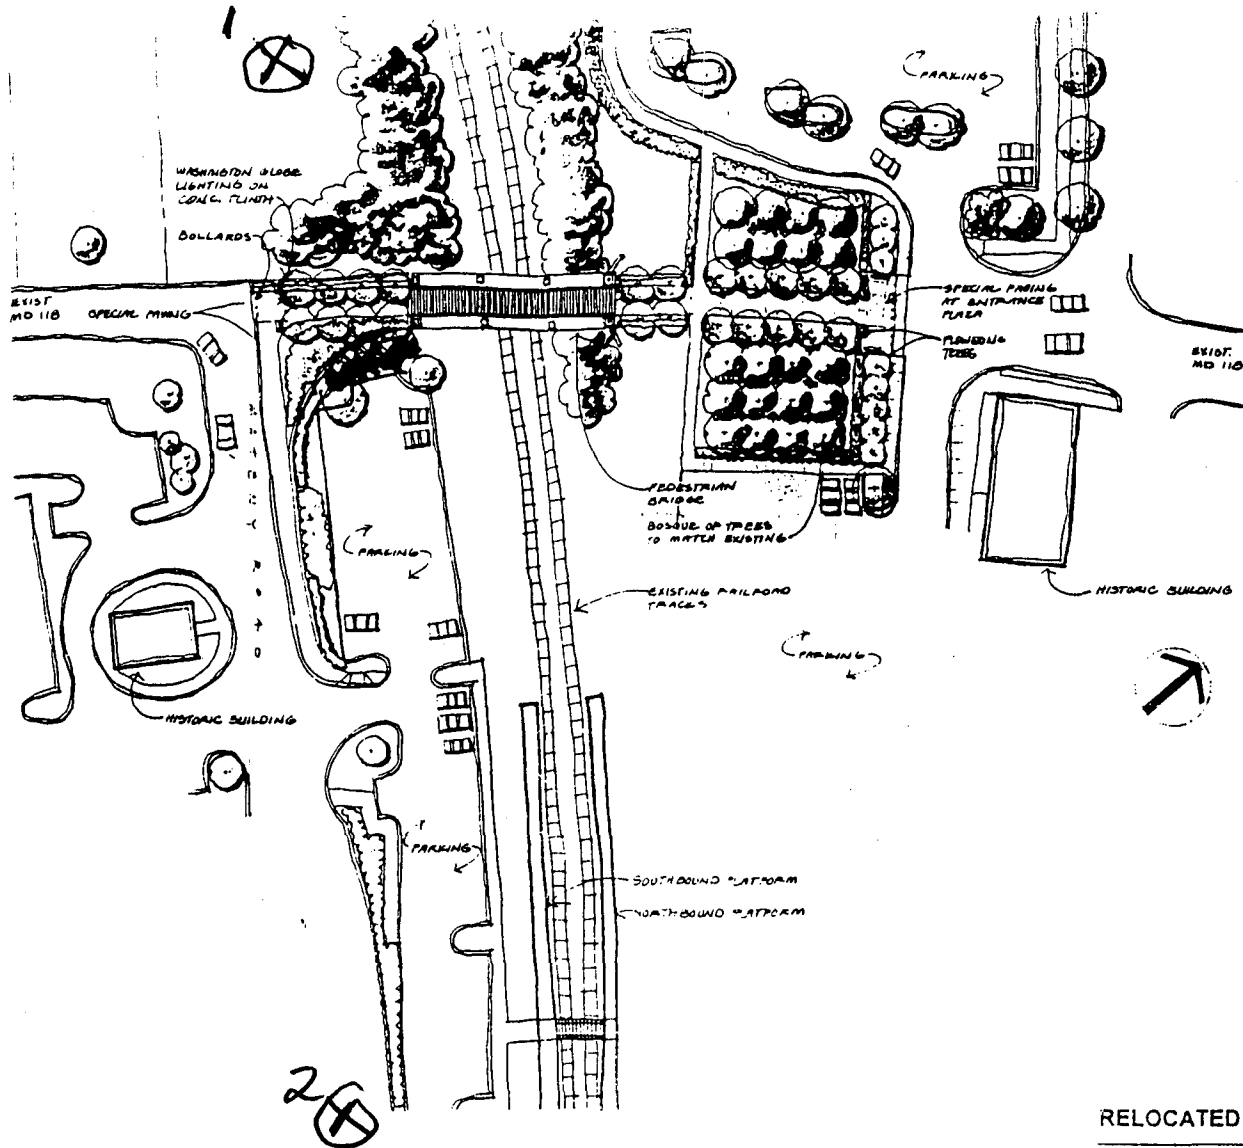 1
PARKING
WASHINGTON GLOBE
LIGHTING ON
CONC. PLINTH
BOLLARDS
EXIST
MD 118
SPECIAL PAVING
SPECIAL PAVING
AT ENTRANCE
PLAZA
FLOWERING
TREES
EXIST.
MD 118
PEDESTRIAN
BRIDGE
BOSQUE OF TREES
TO MATCH EXISTING
PARKING
EXISTING RAILROAD
TRACKS
HISTORIC BUILDING
PARKING
HISTORIC BUILDING
PARKING
SOUTHBOUND PLATFORM
NORTHBOUND PLATFORM
2
RELOCATED